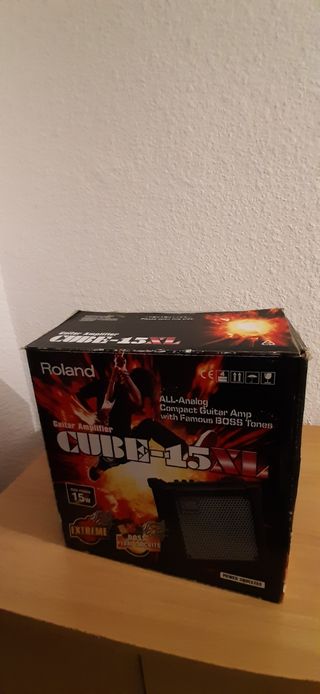 Guitar Amplifier
CUBE-15XL
Roland
CE
ALL-Analog
Compact Guitar Amp
with Famous BOSS Tones
Guitar Amplifier
CUBE-15XL
15W
EXTREME
BOSS